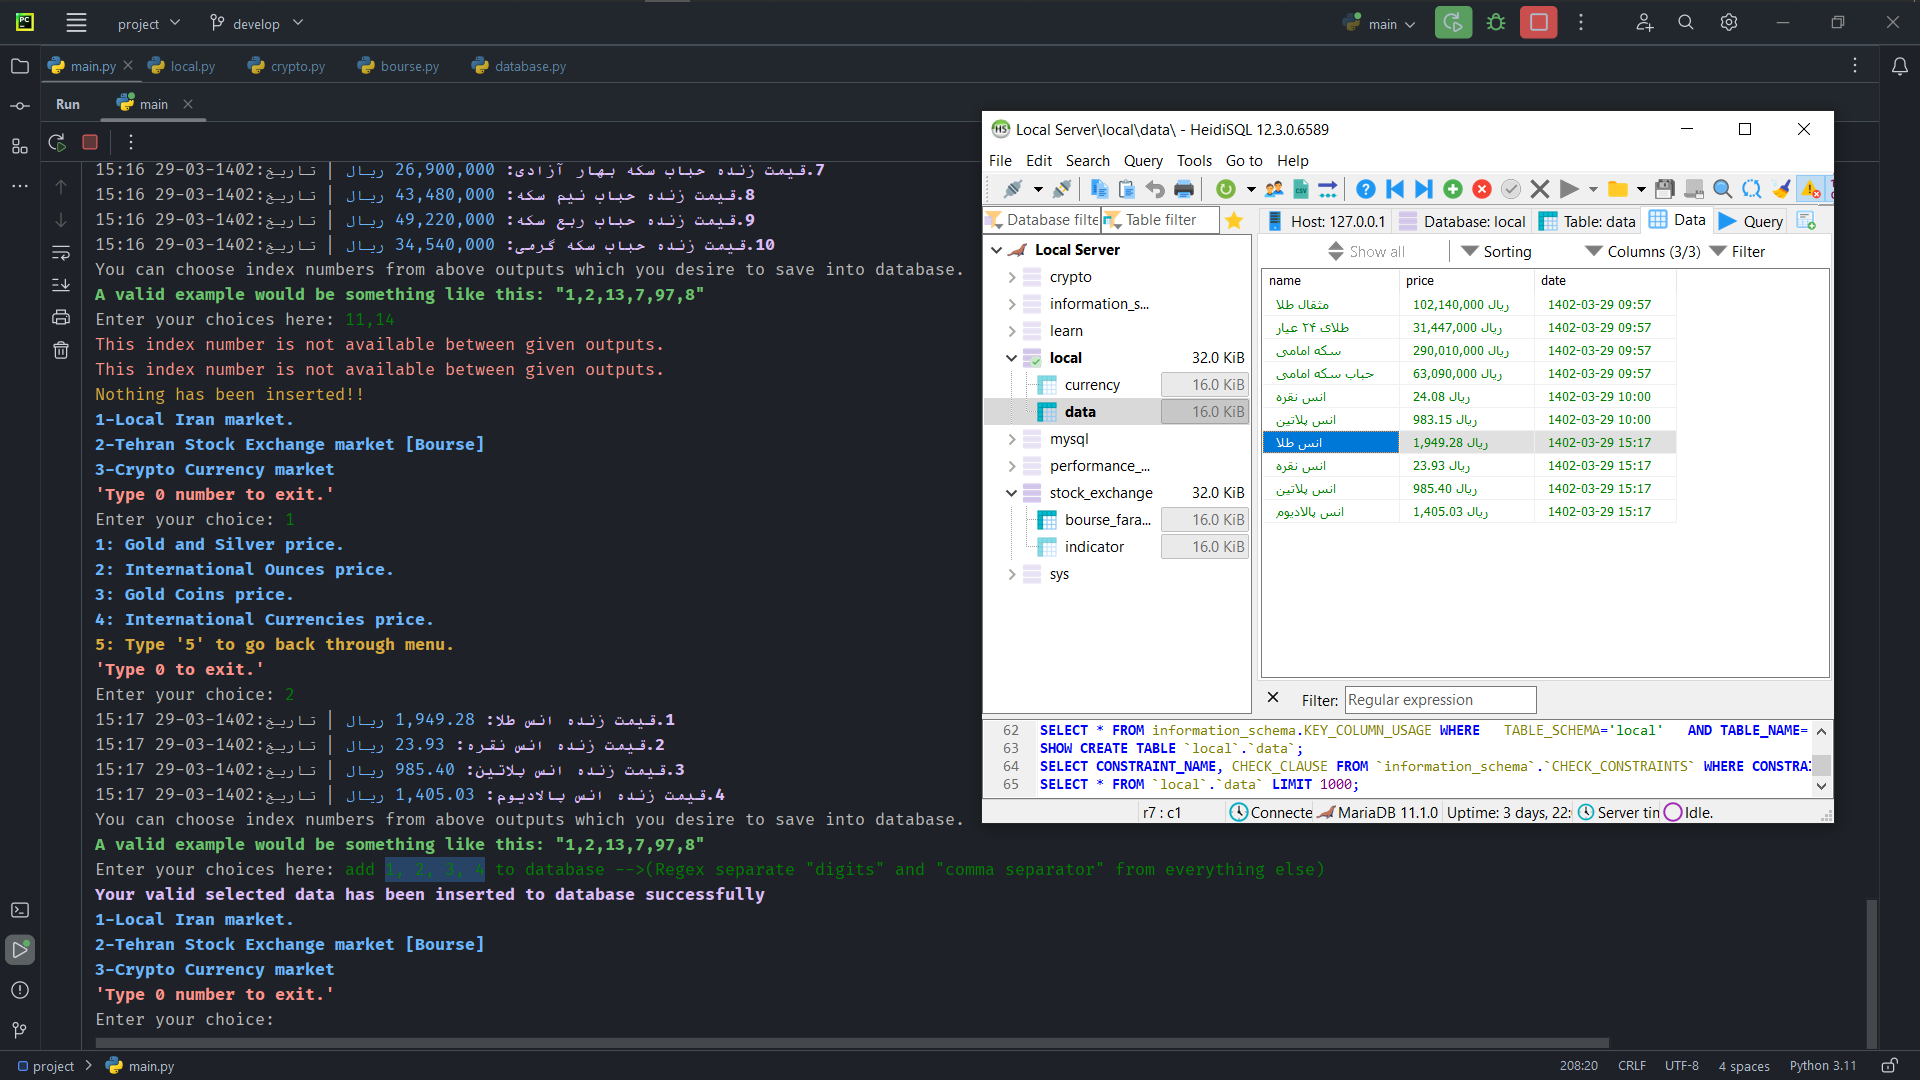 project
develop
main
main.py
local.py
crypto.py
bourse.py
database.py
Run
main
7.قیمت زنده حباب سکه بهار آزادی: 26,900,000 ریال | تاریخ:1402-03-29 15:16
8.قیمت زنده حباب نیم سکه: 43,480,000 ریال | تاریخ:1402-03-29 15:16
9.قیمت زنده حباب ربع سکه: 49,220,000 ریال | تاریخ:1402-03-29 15:16
10.قیمت زنده حباب سکه گرمی: 34,540,000 ریال | تاریخ:1402-03-29 15:16
You can choose index numbers from above outputs which you desire to save into database.
A valid example would be something like this: "1,2,13,7,97,8"
Enter your choices here: 11,14
This index number is not available between given outputs.
This index number is not available between given outputs.
Nothing has been inserted!!
1-Local Iran market.
2-Tehran Stock Exchange market [Bourse]
3-Crypto Currency market
'Type 0 number to exit.'
Enter your choice: 1
1: Gold and Silver price.
2: International Ounces price.
3: Gold Coins price.
4: International Currencies price.
5: Type '5' to go back through menu.
'Type 0 to exit.'
Enter your choice: 2
1.قیمت زنده انس طلا: 1,949.28 ریال | تاریخ:1402-03-29 15:17
2.قیمت زنده انس نقره: 23.93 ریال | تاریخ:1402-03-29 15:17
3.قیمت زنده انس پلاتین: 985.40 ریال | تاریخ:1402-03-29 15:17
4.قیمت زنده انس پالادیوم: 1,405.03 ریال | تاریخ:1402-03-29 15:17
You can choose index numbers from above outputs which you desire to save into database.
A valid example would be something like this: "1,2,13,7,97,8"
Enter your choices here: add 1, 2, 3, 4 to database -->(Regex separate "digits" and "comma separator" from everything else)
Your valid selected data has been inserted to database successfully
1-Local Iran market.
2-Tehran Stock Exchange market [Bourse]
3-Crypto Currency market
'Type 0 number to exit.'
Enter your choice:
Local Server\local\data\ - HeidiSQL 12.3.0.6589
File Edit Search Query Tools Go to Help
Database filte Table filter
Host: 127.0.0.1 Database: local Table: data Data Query
Show all Sorting Columns (3/3) Filter
Local Server
crypto
information_s...
learn
local 32.0 KiB
currency 16.0 KiB
data 16.0 KiB
mysql
performance_...
stock_exchange 32.0 KiB
bourse_fara... 16.0 KiB
indicator 16.0 KiB
sys
name price date
مثقال طلا 102,140,000 ریال 1402-03-29 09:57
طلای ۲۴ عیار 31,447,000 ریال 1402-03-29 09:57
سکه امامی 290,010,000 ریال 1402-03-29 09:57
حباب سکه امامی 63,090,000 ریال 1402-03-29 09:57
انس نقره 24.08 ریال 1402-03-29 10:00
انس پلاتین 983.15 ریال 1402-03-29 10:00
انس طلا 1,949.28 ریال 1402-03-29 15:17
انس نقره 23.93 ریال 1402-03-29 15:17
انس پلاتین 985.40 ریال 1402-03-29 15:17
انس پالادیوم 1,405.03 ریال 1402-03-29 15:17
Filter: Regular expression
62 SELECT * FROM information_schema.KEY_COLUMN_USAGE WHERE TABLE_SCHEMA='local' AND TABLE_NAME=
63 SHOW CREATE TABLE `local`.`data`;
64 SELECT CONSTRAINT_NAME, CHECK_CLAUSE FROM `information_schema`.`CHECK_CONSTRAINTS` WHERE CONSTRA
65 SELECT * FROM `local`.`data` LIMIT 1000;
r7 : c1 Connecte MariaDB 11.1.0 Uptime: 3 days, 22: Server tin Idle.
project > main.py
208:20 CRLF UTF-8 4 spaces Python 3.11